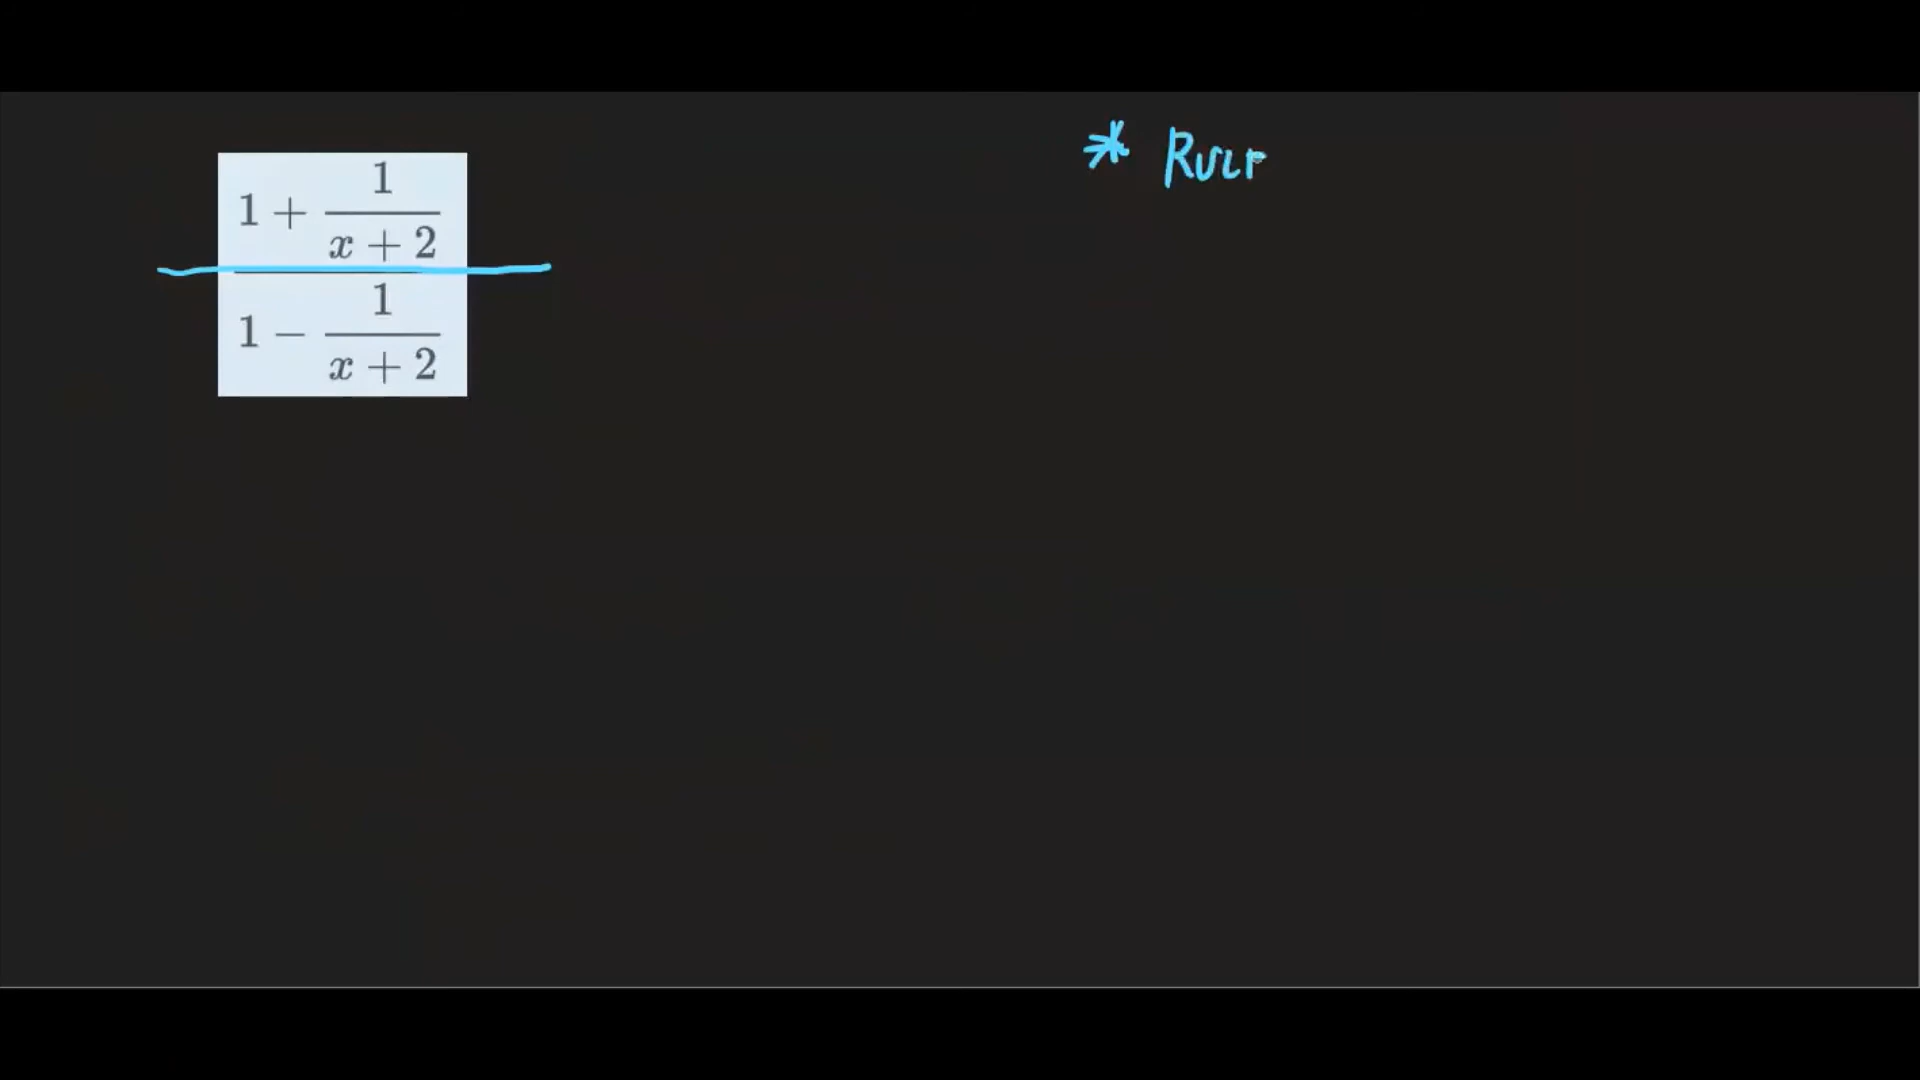 * RULE
1 + 1/(x + 2)
1 − 1/(x + 2)